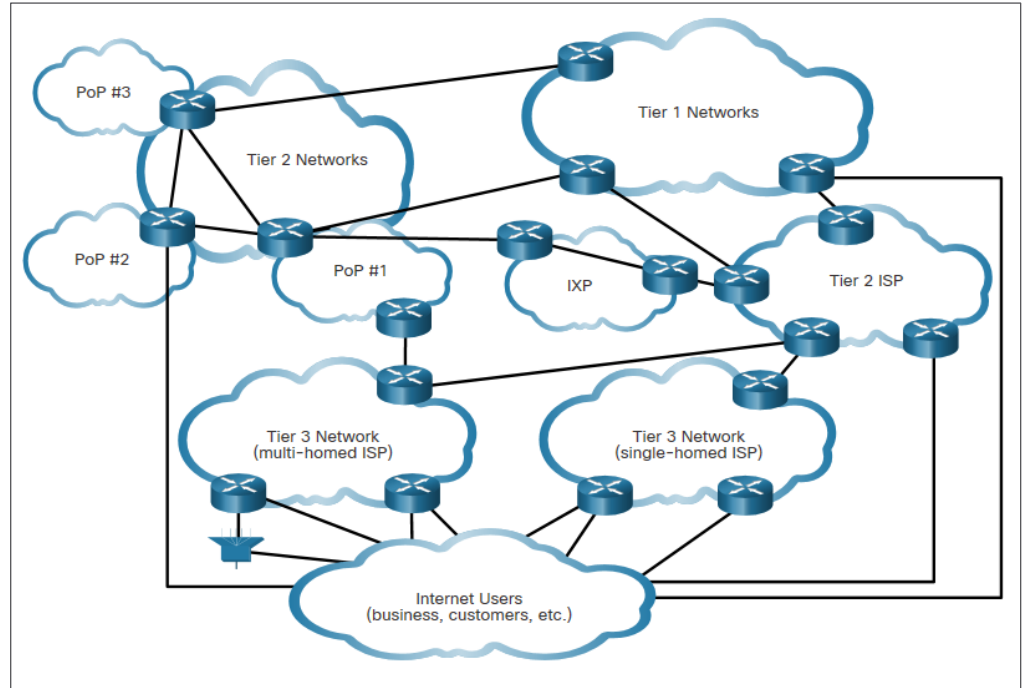 PoP #3
Tier 1 Networks
Tier 2 Networks
PoP #2
PoP #1
IXP
Tier 2 ISP
Tier 3 Network
(multi-homed ISP)
Tier 3 Network
(single-homed ISP)
Internet Users
(business, customers, etc.)